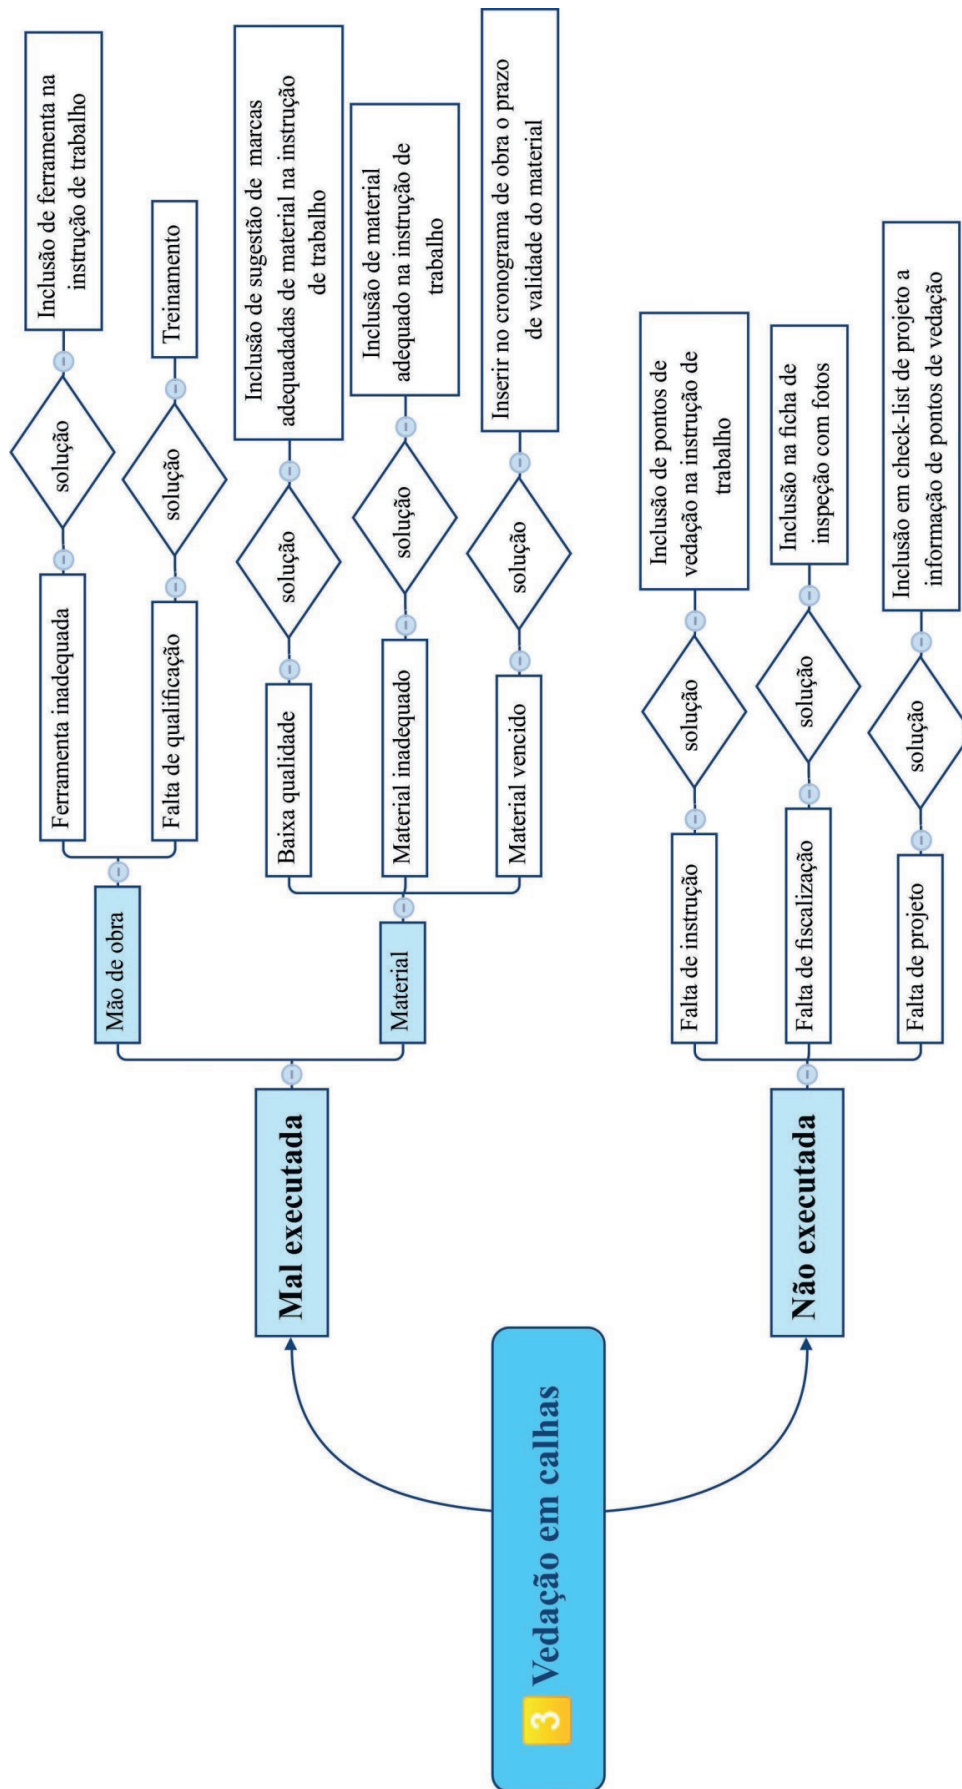 3 Vedação em calhas
Mal executada
Mão de obra
Ferramenta inadequada
solução
Inclusão de ferramenta na
instrução de trabalho
Falta de qualificação
solução
Treinamento
Material
Baixa qualidade
solução
Inclusão de sugestão de marcas
adequadadas de material na instrução
de trabalho
Material inadequado
solução
Inclusão de material
adequado na instrução de
trabalho
Material vencido
solução
Inserir no cronograma de obra o prazo
de validade do material
Não executada
Falta de instrução
solução
Inclusão de pontos de
vedação na instrução de
trabalho
Falta de fiscalização
solução
Inclusão na ficha de
inspeção com fotos
Falta de projeto
solução
Inclusão em check-list de projeto a
informação de pontos de vedação